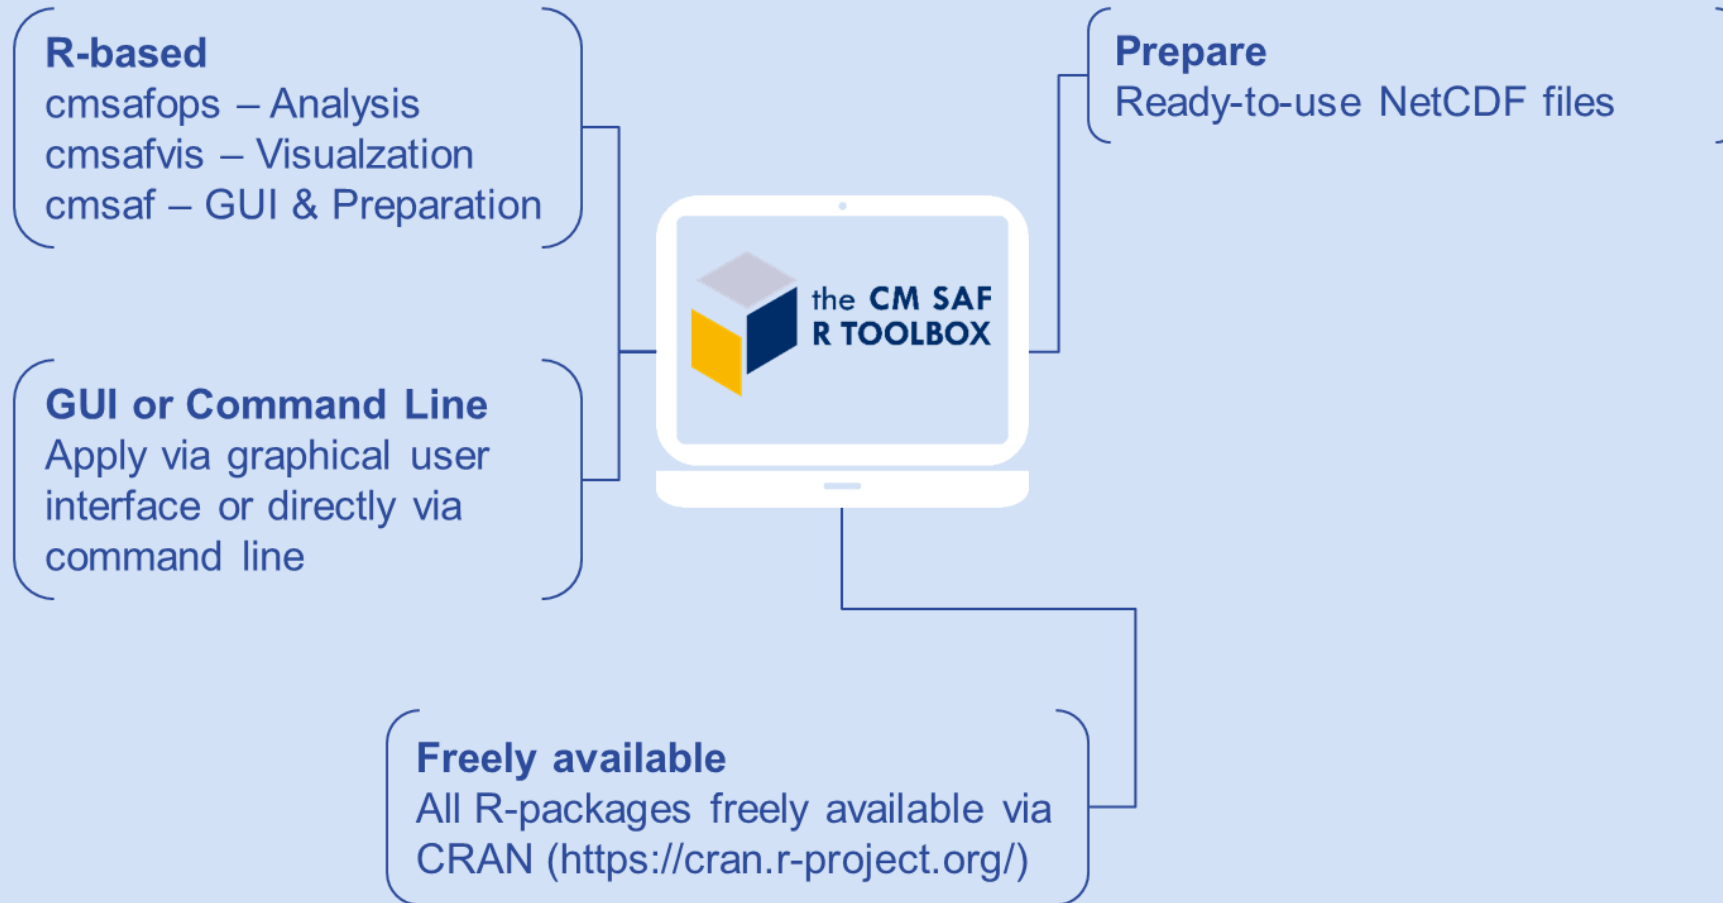 R-based
cmsafops – Analysis
cmsafvis – Visualzation
cmsaf – GUI & Preparation
Prepare
Ready-to-use NetCDF files
the CM SAF
R TOOLBOX
GUI or Command Line
Apply via graphical user
interface or directly via
command line
Freely available
All R-packages freely available via
CRAN (https://cran.r-project.org/)